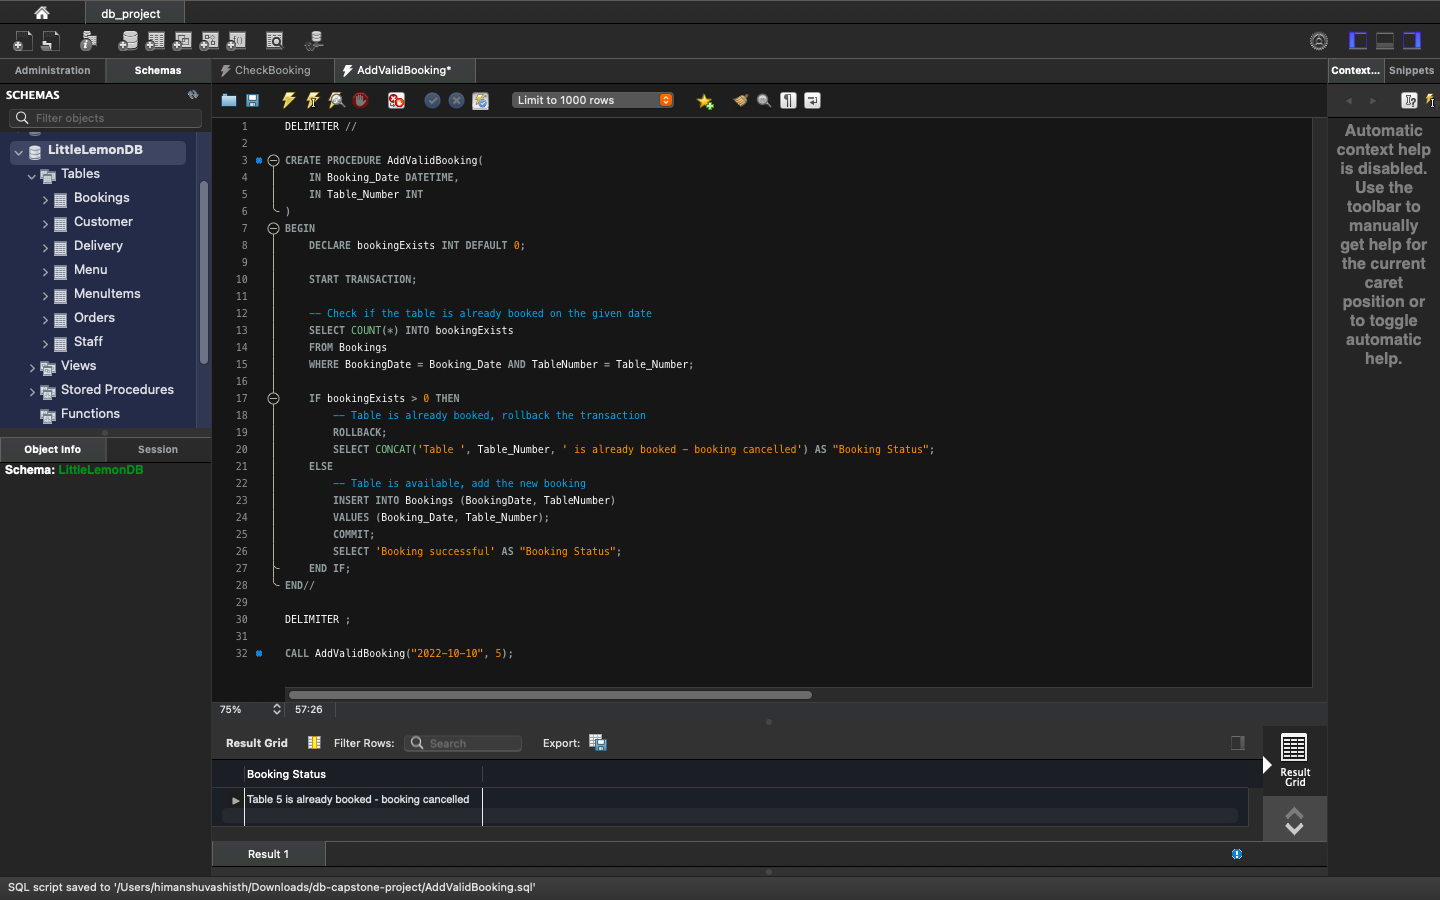 db_project
Administration
Schemas
CheckBooking
AddValidBooking*
Context...
Snippets
SCHEMAS
Filter objects
LittleLemonDB
Tables
Bookings
Customer
Delivery
Menu
MenuItems
Orders
Staff
Views
Stored Procedures
Functions
Object Info
Session
Schema: LittleLemonDB
Limit to 1000 rows
1 DELIMITER //
2
3 CREATE PROCEDURE AddValidBooking(
4 IN Booking_Date DATETIME,
5 IN Table_Number INT
6 )
7 BEGIN
8 DECLARE bookingExists INT DEFAULT 0;
9
10 START TRANSACTION;
11
12 -- Check if the table is already booked on the given date
13 SELECT COUNT(*) INTO bookingExists
14 FROM Bookings
15 WHERE BookingDate = Booking_Date AND TableNumber = Table_Number;
16
17 IF bookingExists > 0 THEN
18 -- Table is already booked, rollback the transaction
19 ROLLBACK;
20 SELECT CONCAT('Table ', Table_Number, ' is already booked - booking cancelled') AS "Booking Status";
21 ELSE
22 -- Table is available, add the new booking
23 INSERT INTO Bookings (BookingDate, TableNumber)
24 VALUES (Booking_Date, Table_Number);
25 COMMIT;
26 SELECT 'Booking successful' AS "Booking Status";
27 END IF;
28 END//
29
30 DELIMITER ;
31
32 CALL AddValidBooking("2022-10-10", 5);
75%
57:26
Automatic
context help
is disabled.
Use the
toolbar to
manually
get help for
the current
caret
position or
to toggle
automatic
help.
Result Grid
Filter Rows:
Search
Export:
Booking Status
Table 5 is already booked - booking cancelled
Result
Grid
Result 1
SQL script saved to '/Users/himanshuvashisth/Downloads/db-capstone-project/AddValidBooking.sql'